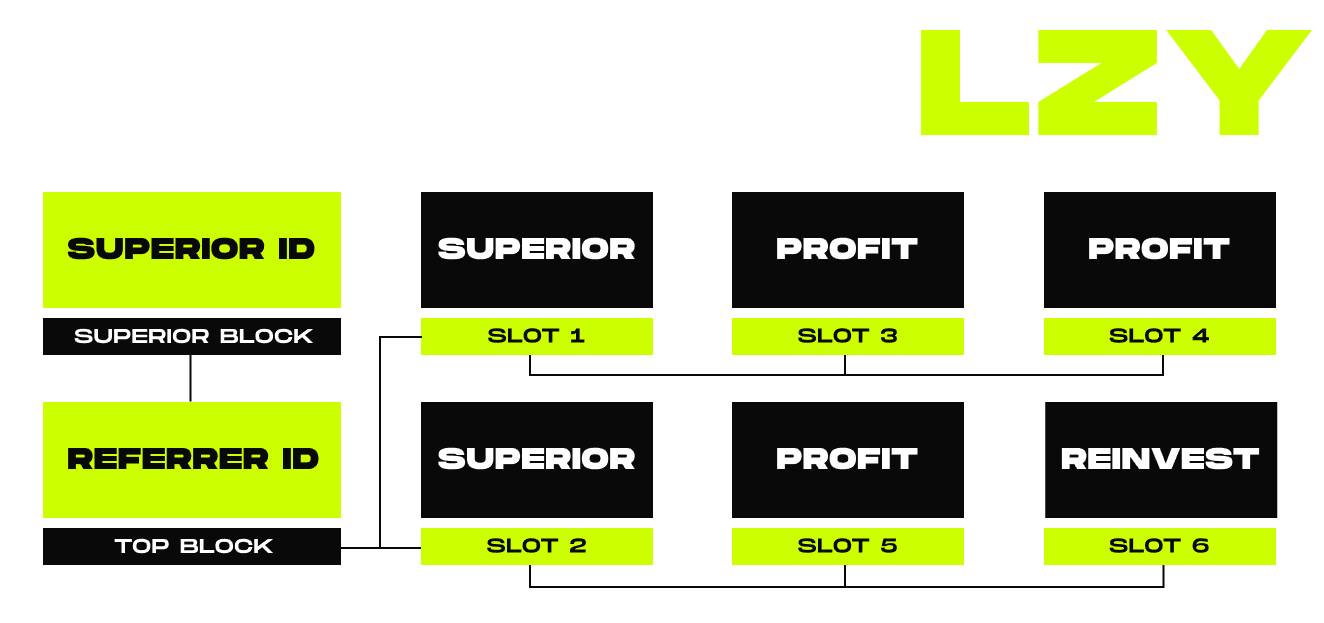 LZY
SUPERIOR ID
SUPERIOR BLOCK
SUPERIOR
SLOT 1
PROFIT
SLOT 3
PROFIT
SLOT 4
REFERRER ID
TOP BLOCK
SUPERIOR
SLOT 2
PROFIT
SLOT 5
REINVEST
SLOT 6